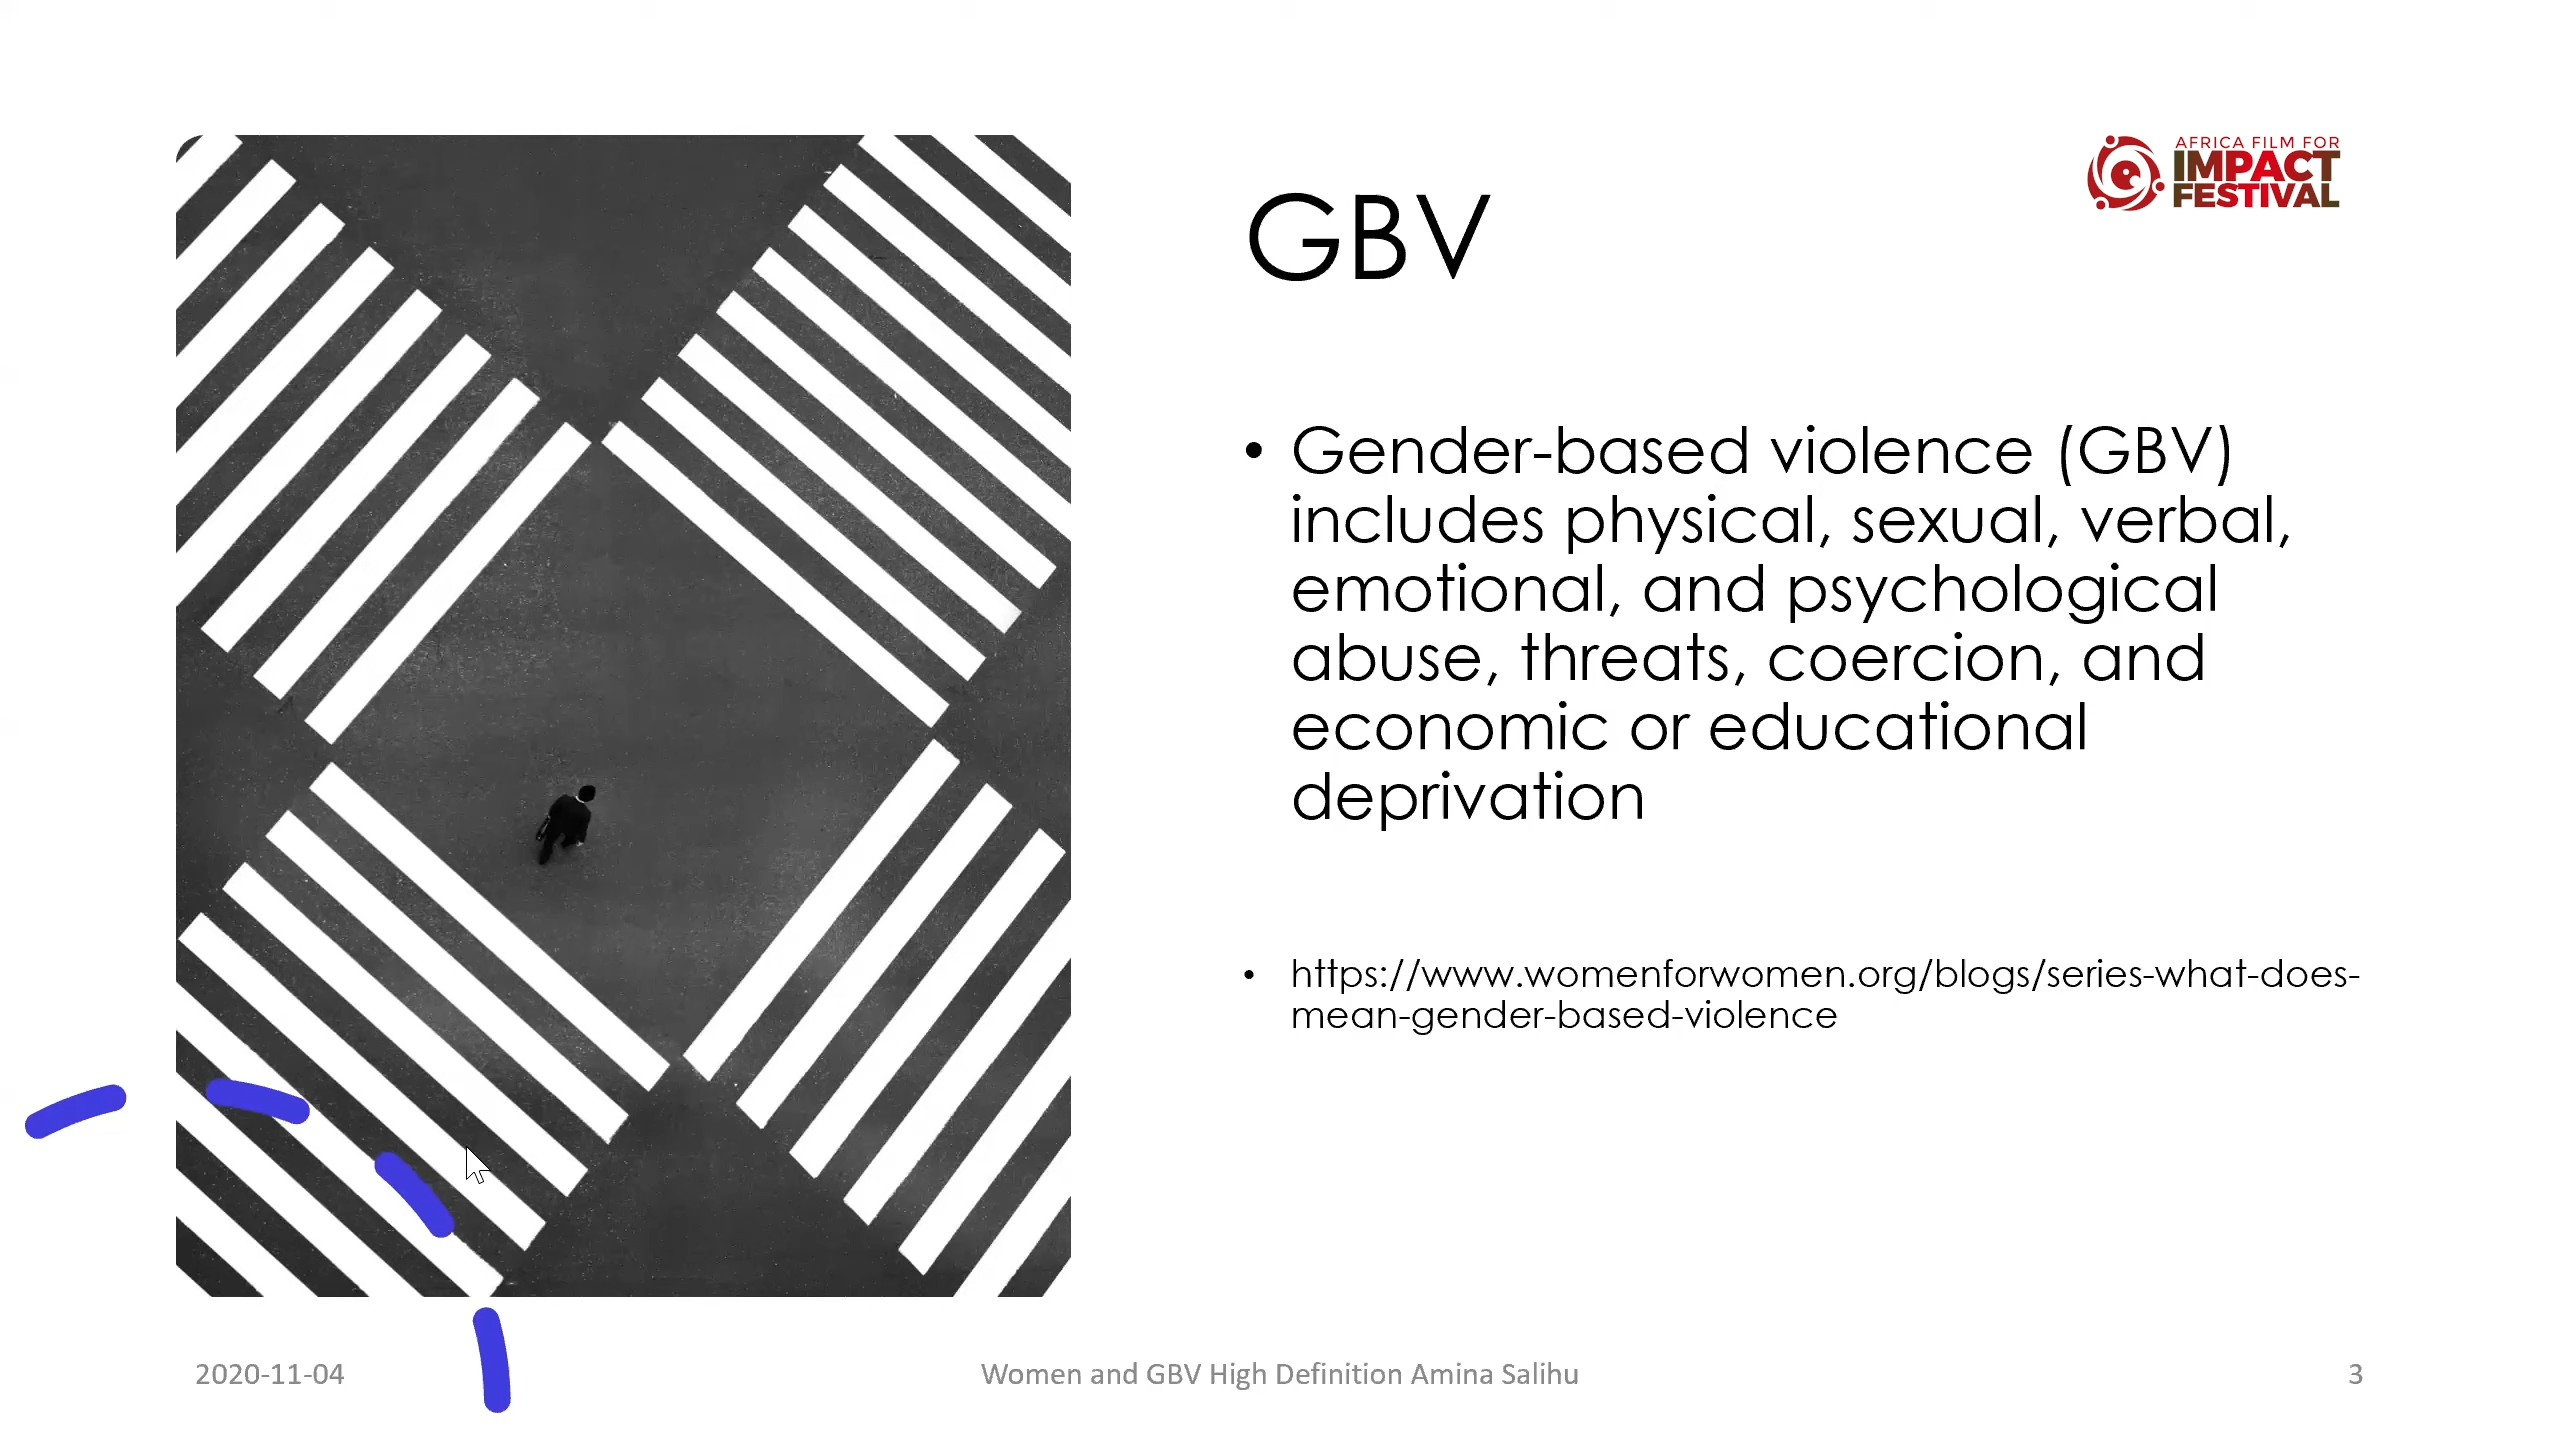 AFRICA FILM FOR
IMPACT
FESTIVAL
GBV
• Gender-based violence (GBV)
includes physical, sexual, verbal,
emotional, and psychological
abuse, threats, coercion, and
economic or educational
deprivation
• https://www.womenforwomen.org/blogs/series-what-does-
mean-gender-based-violence
2020-11-04
Women and GBV High Definition Amina Salihu
3